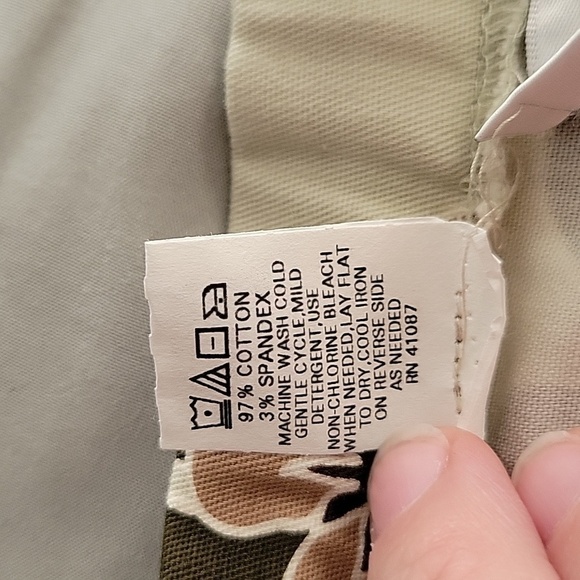 97% COTTON
3% SPANDEX
MACHINE WASH COLD
GENTLE CYCLE,MILD
DETERGENT,USE
NON-CHLORINE BLEACH
WHEN NEEDED,LAY FLAT
TO DRY,COOL IRON
ON REVERSE SIDE
AS NEEDED
RN 41087